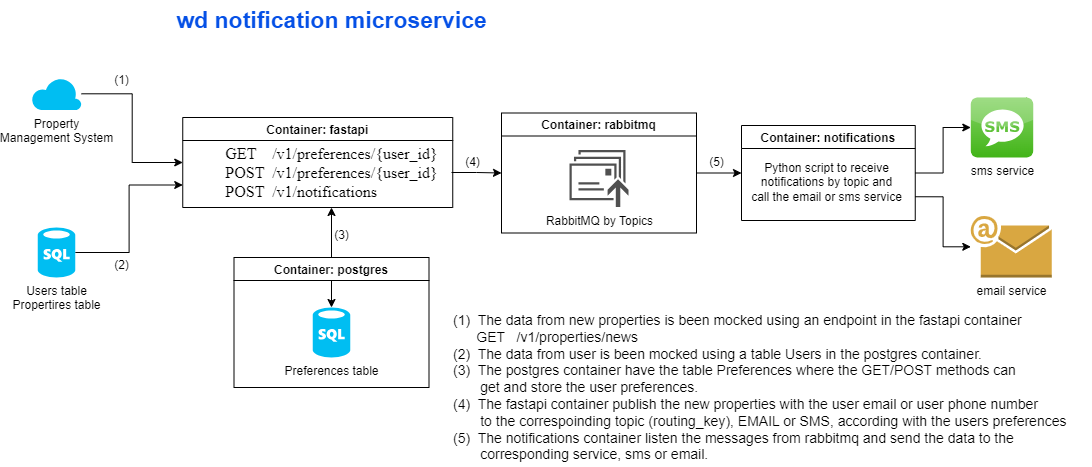 wd notification microservice
(1)
Property
Management System
Container: fastapi
GET /v1/preferences/{user_id}
POST /v1/preferences/{user_id}
POST /v1/notifications
(4)
Container: rabbitmq
RabbitMQ by Topics
(5)
Container: notifications
Python script to receive
notifications by topic and
call the email or sms service
SMS
sms service
@
email service
SQL
(2)
Users table
Propertires table
(3)
Container: postgres
SQL
Preferences table
(1) The data from new properties is been mocked using an endpoint in the fastapi container
GET /v1/properties/news
(2) The data from user is been mocked using a table Users in the postgres container.
(3) The postgres container have the table Preferences where the GET/POST methods can
get and store the user preferences.
(4) The fastapi container publish the new properties with the user email or user phone number
to the correspoinding topic (routing_key), EMAIL or SMS, according with the users preferences
(5) The notifications container listen the messages from rabbitmq and send the data to the
corresponding service, sms or email.